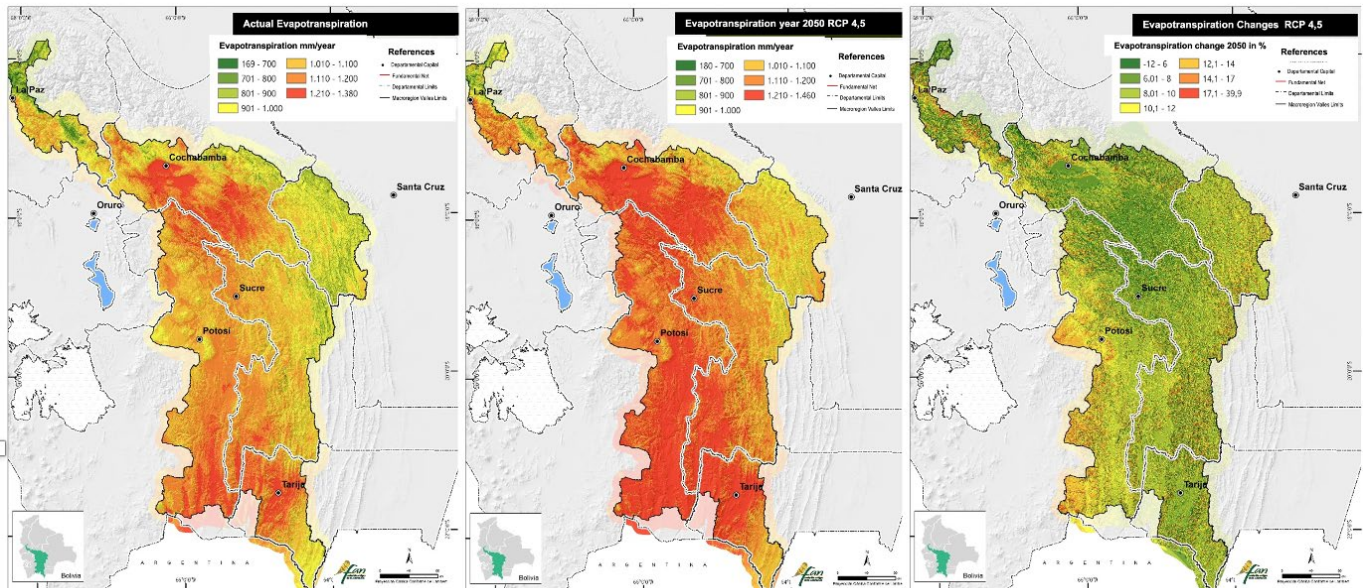 Actual Evapotranspiration
Evapotranspiration mm/year
169 - 700
701 - 800
801 - 900
901 - 1.000
1.010 - 1.100
1.110 - 1.200
1.210 - 1.380
References
Departamental Capital
Fundamental Net
Departamental Limits
Macroregion Valles Limits
La Paz
Cochabamba
Santa Cruz
Oruro
Sucre
Potosi
Tarija
ARGENTINA
Bolivia
N
Evapotranspiration year 2050 RCP 4,5
Evapotranspiration mm/year
180 - 700
701 - 800
801 - 900
901 - 1.000
1.010 - 1.100
1.110 - 1.200
1.210 - 1.460
References
Departamental Capital
Fundamental Net
Departamental Limits
Macroregion Valles Limits
La Paz
Cochabamba
Santa Cruz
Oruro
Sucre
Potosi
Tarija
ARGENTINA
Bolivia
N
Evapotranspiration Changes RCP 4,5
Evapotranspiration change 2050 in %
-12 - 6
6,01 - 8
8,01 - 10
10,1 - 12
12,1 - 14
14,1 - 17
17,1 - 39,9
References
Departamental Capital
Fundamental Net
Departamental Limits
Macroregion Valles Limits
La Paz
Cochabamba
Santa Cruz
Oruro
Sucre
Potosi
Tarija
ARGENTINA
Bolivia
N